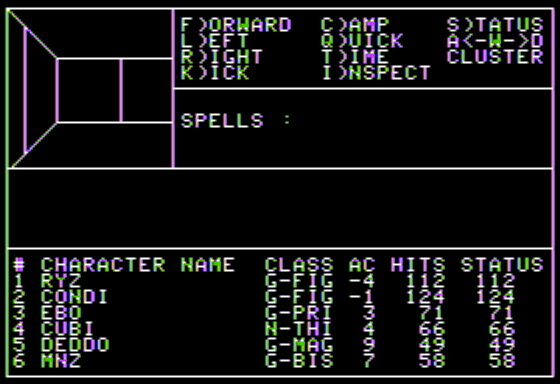 F)ORWARD C)AMP S)TATUS
L)EFT Q)UICK A<-W->D
R)IGHT T)IME CLUSTER
K)ICK I)NSPECT
SPELLS :
# CHARACTER NAME CLASS AC HITS STATUS
1 RYZ G-FIG -4 112 112
2 CONDI G-FIG -1 124 124
3 EBO G-PRI 3 71 71
4 CUBI N-THI 4 66 66
5 DEDDO G-MAG 9 49 49
6 MNZ G-BIS 7 58 58